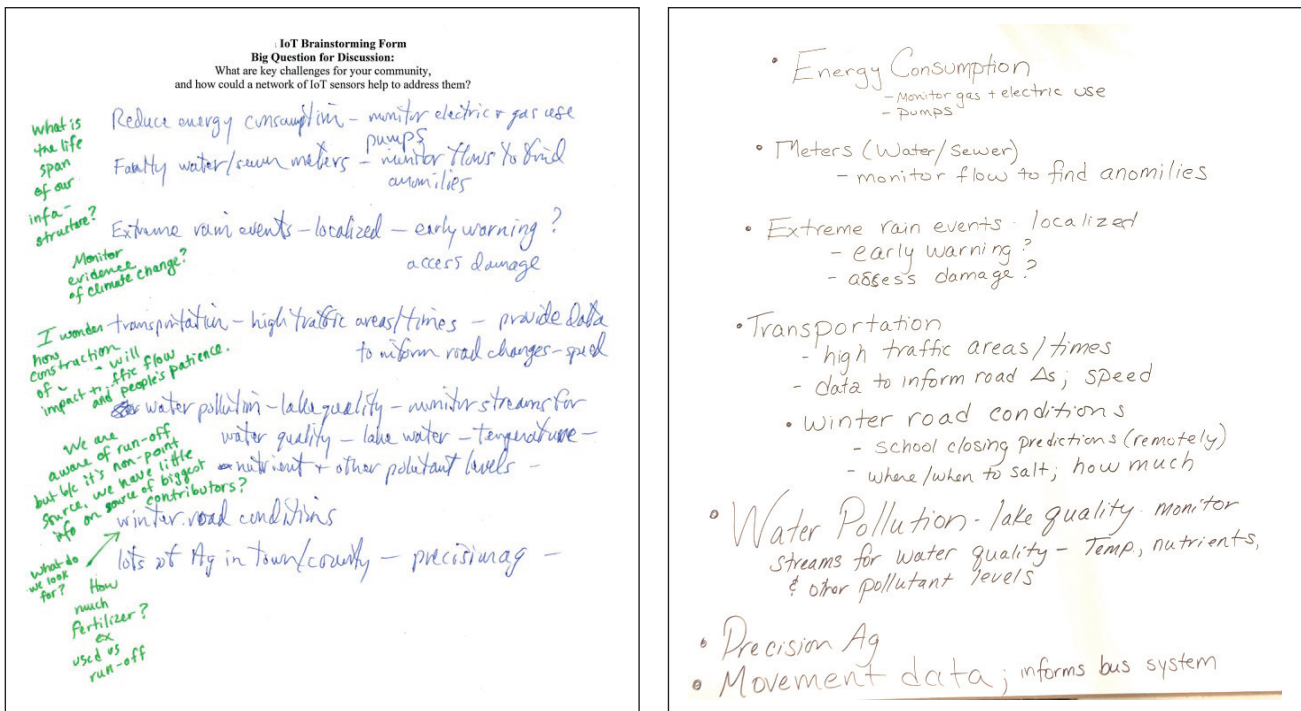 IoT Brainstorming Form
Big Question for Discussion:
What are key challenges for your community,
and how could a network of IoT sensors help to address them?
what is
the life
span
of our
infa-
structure?
Reduce energy consumption – monitor electric + gas use
pumps
Faulty water/sewer meters – monitor flows to find
anomilies
Extreme rain events – localized – early warning ?
access damage
Monitor
evidence
of climate change?
I wonder
how
construction
of will
impact traffic flow
and people's patience.
transportation – high traffic areas/times – provide data
to inform road changes – speed
water pollution – lake quality – monitor streams for
water quality – lake water – temperature –
nutrient + other polutant levels –
We are
aware of run-off
but b/c it's non-point
source, we have little
info on source of biggest
contributors?
winter road conditions
lots of Ag in town/county – precision ag –
what do
we look
for?
How
much
fertilizer?
ex
used vs
run-off
• Energy Consumption
- Monitor gas + electric use
- pumps
• Meters (Water/Sewer)
- monitor flow to find anomilies
• Extreme rain events - localized
- early warning?
- assess damage?
• Transportation
- high traffic areas/times
- data to inform road Δs; speed
• Winter road conditions
- school closing predictions (remotely)
- where/when to salt; how much
• Water Pollution - lake quality - monitor
streams for water quality – Temp, nutrients,
& other pollutant levels
• Precision Ag
• Movement data; informs bus system